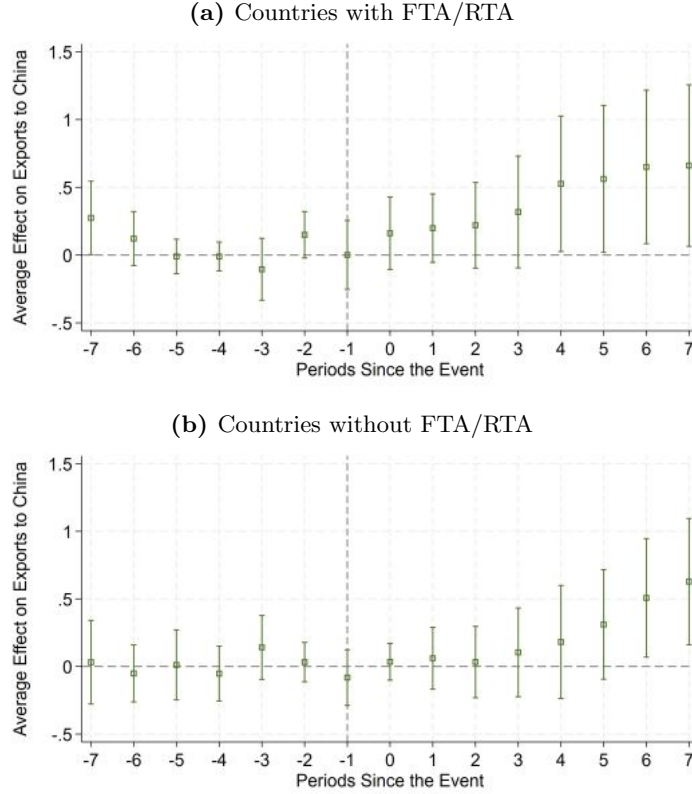 (a) Countries with FTA/RTA
Average Effect on Exports to China
1.5
1
.5
0
-.5
-7 -6 -5 -4 -3 -2 -1 0 1 2 3 4 5 6 7
Periods Since the Event
(b) Countries without FTA/RTA
Average Effect on Exports to China
1.5
1
.5
0
-.5
-7 -6 -5 -4 -3 -2 -1 0 1 2 3 4 5 6 7
Periods Since the Event